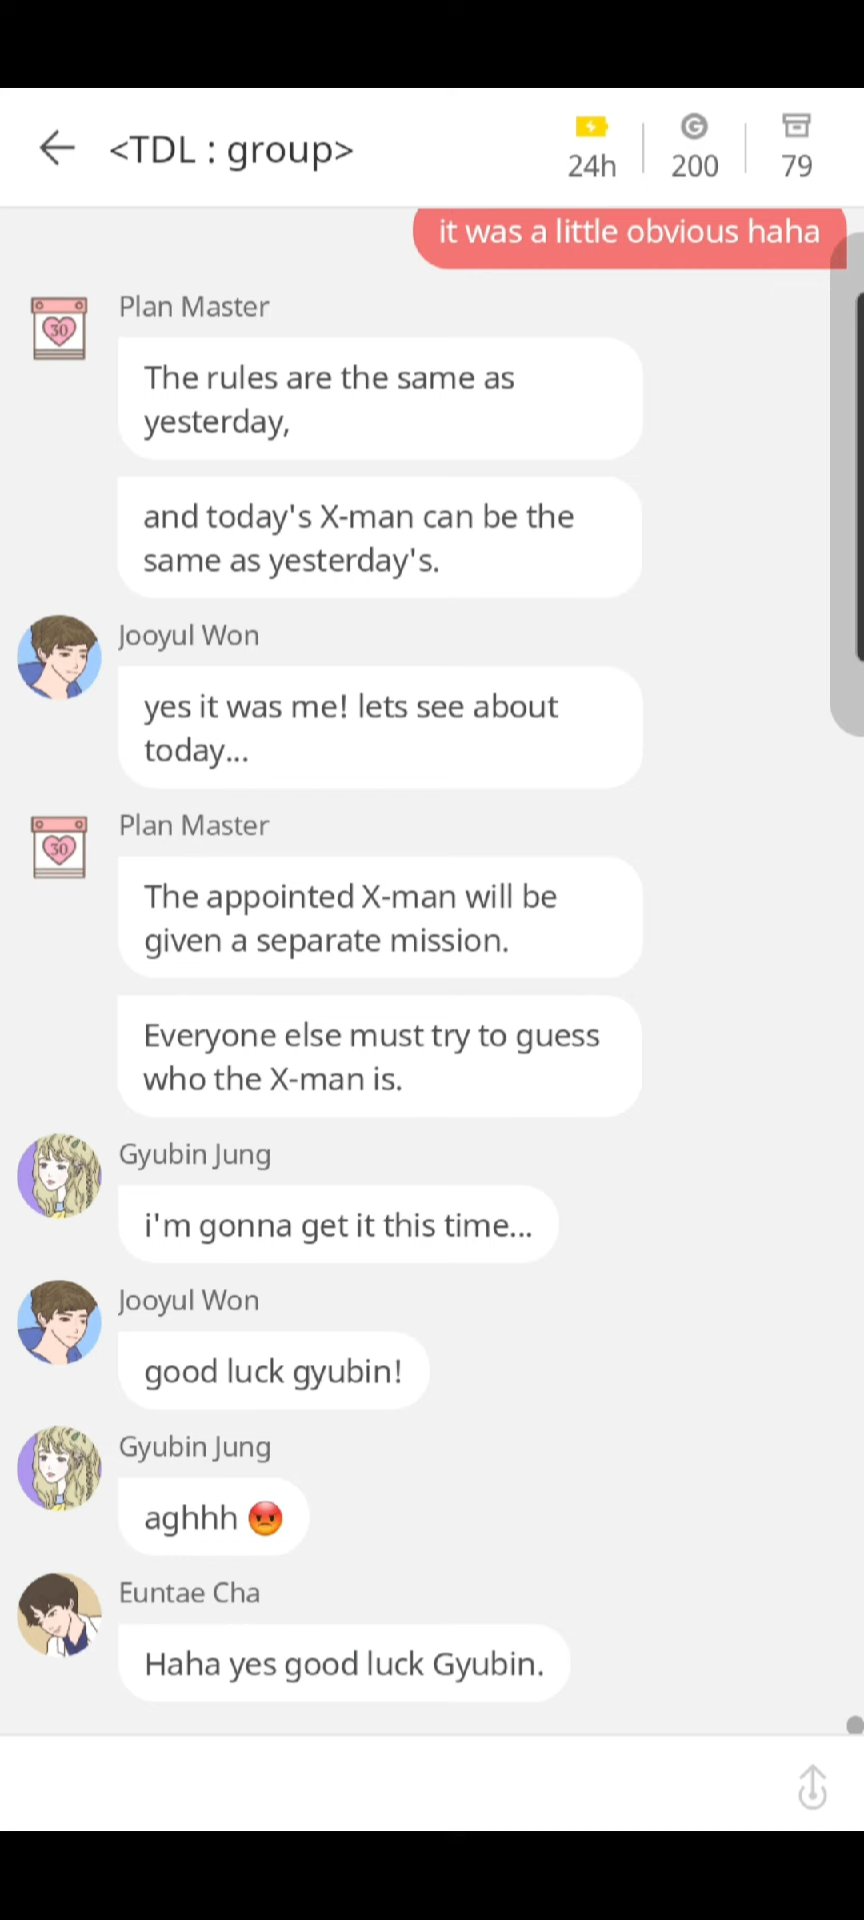 <TDL : group>
24h
G
200
79
it was a little obvious haha
30
Plan Master
The rules are the same as
yesterday,
and today's X-man can be the
same as yesterday's.
Jooyul Won
yes it was me! lets see about
today...
30
Plan Master
The appointed X-man will be
given a separate mission.
Everyone else must try to guess
who the X-man is.
Gyubin Jung
i'm gonna get it this time...
Jooyul Won
good luck gyubin!
Gyubin Jung
aghhh 😡
Euntae Cha
Haha yes good luck Gyubin.